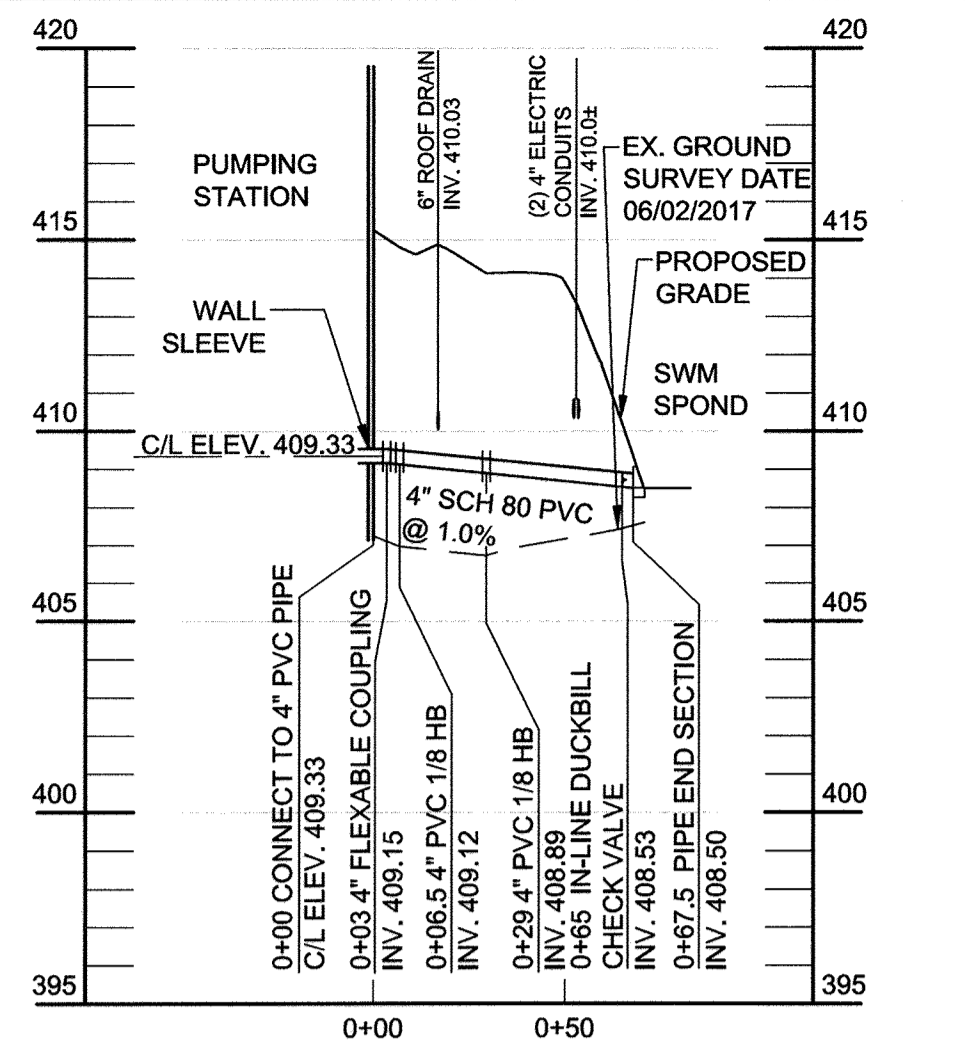 420
420
6" ROOF DRAIN
INV. 410.03
(2) 4" ELECTRIC
CONDUITS
INV. 410.0±
EX. GROUND
SURVEY DATE
06/02/2017
PUMPING
STATION
415
415
PROPOSED
GRADE
WALL
SLEEVE
SWM
SPOND
410
410
C/L ELEV. 409.33
4" SCH 80 PVC
@ 1.0%
405
405
0+00 CONNECT TO 4" PVC PIPE
C/L ELEV. 409.33
0+03 4" FLEXABLE COUPLING
INV. 409.15
0+06.5 4" PVC 1/8 HB
INV. 409.12
0+29 4" PVC 1/8 HB
INV. 408.89
0+65 IN-LINE DUCKBILL
CHECK VALVE
INV. 408.53
0+67.5 PIPE END SECTION
INV. 408.50
400
400
395
395
0+00
0+50